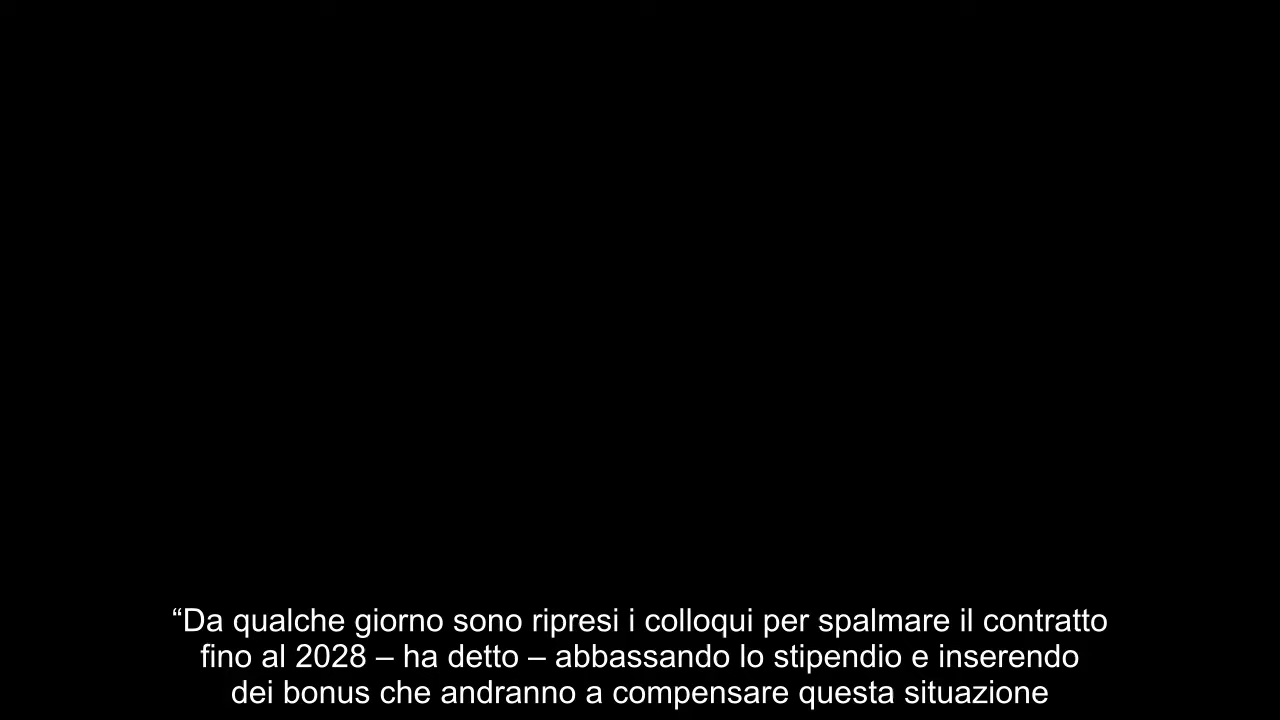 “Da qualche giorno sono ripresi i colloqui per spalmare il contratto
fino al 2028 – ha detto – abbassando lo stipendio e inserendo
dei bonus che andranno a compensare questa situazione